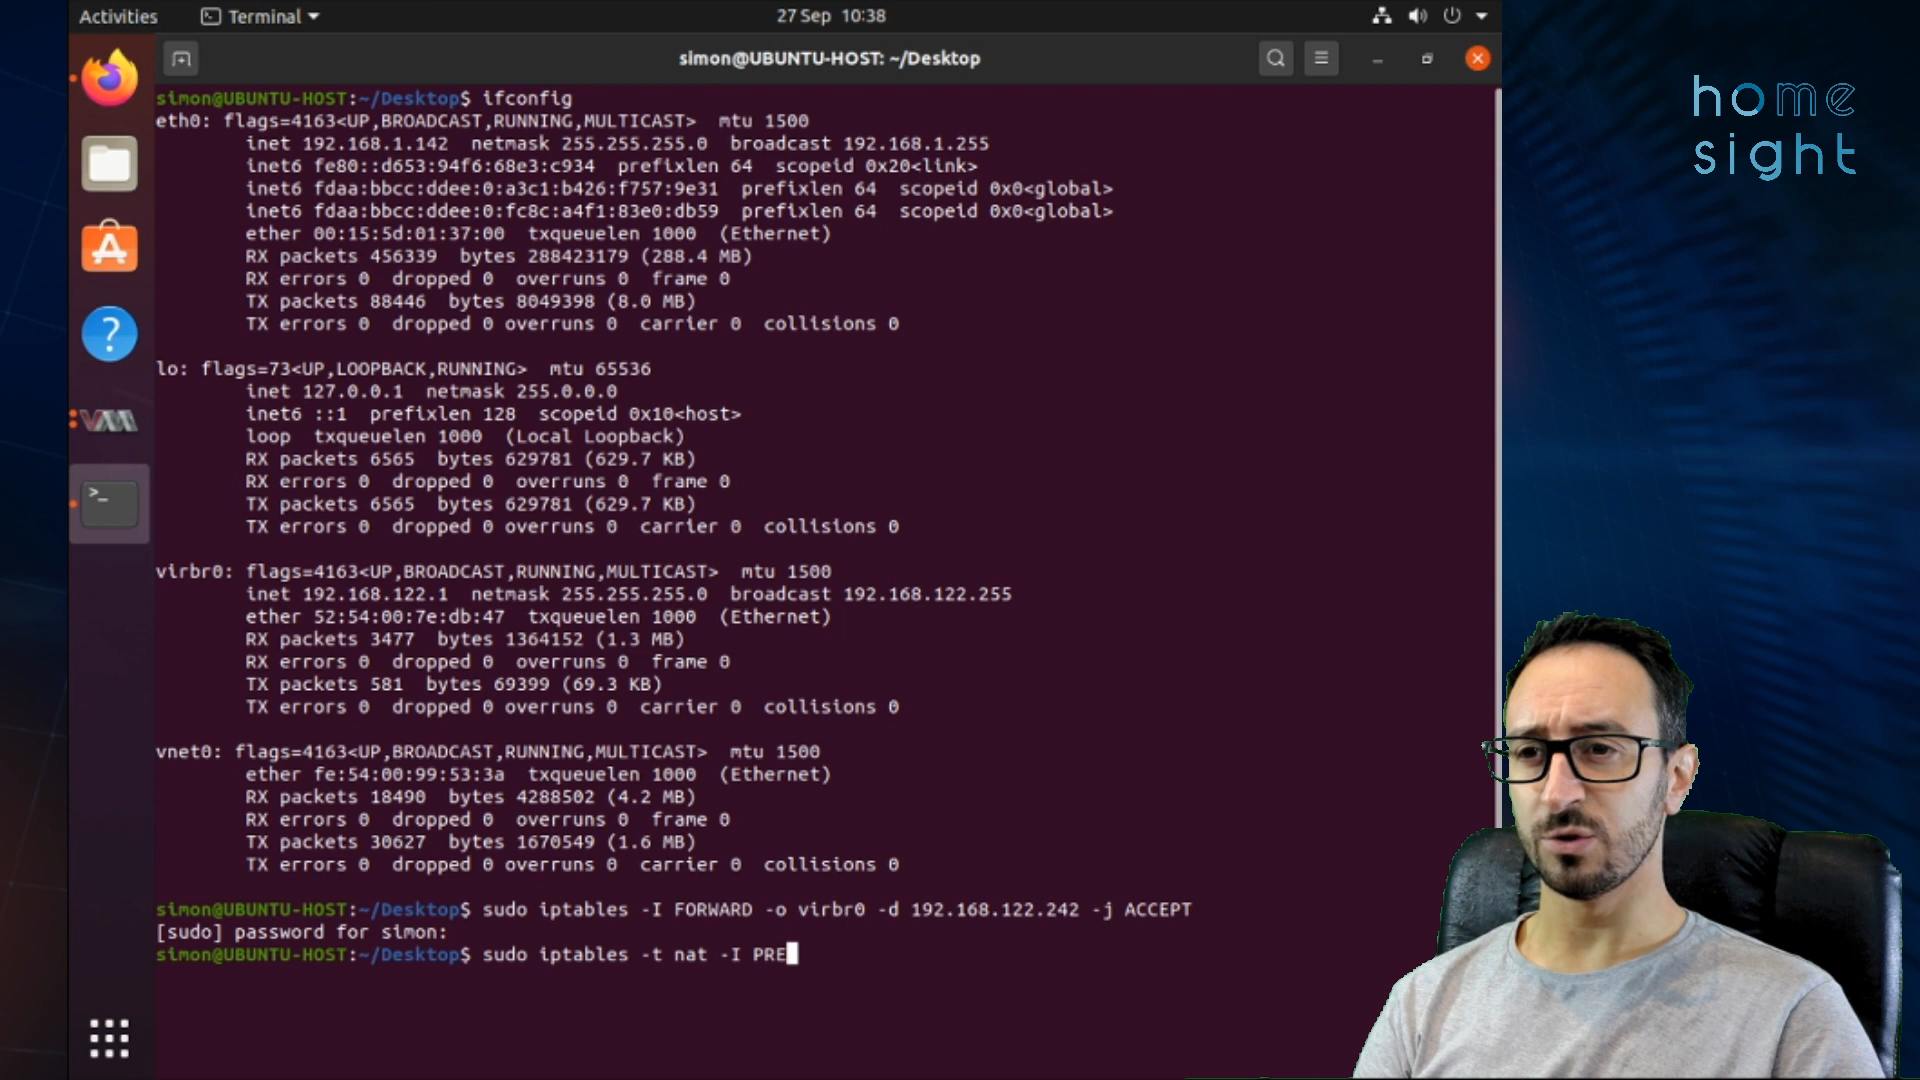 Activities
Terminal
27 Sep 10:38
simon@UBUNTU-HOST: ~/Desktop
home
sight
simon@UBUNTU-HOST:~/Desktop$ ifconfig
eth0: flags=4163<UP,BROADCAST,RUNNING,MULTICAST>  mtu 1500
        inet 192.168.1.142  netmask 255.255.255.0  broadcast 192.168.1.255
        inet6 fe80::d653:94f6:68e3:c934  prefixlen 64  scopeid 0x20<link>
        inet6 fdaa:bbcc:ddee:0:a3c1:b426:f757:9e31  prefixlen 64  scopeid 0x0<global>
        inet6 fdaa:bbcc:ddee:0:fc8c:a4f1:83e0:db59  prefixlen 64  scopeid 0x0<global>
        ether 00:15:5d:01:37:00  txqueuelen 1000  (Ethernet)
        RX packets 456339  bytes 288423179 (288.4 MB)
        RX errors 0  dropped 0  overruns 0  frame 0
        TX packets 88446  bytes 8049398 (8.0 MB)
        TX errors 0  dropped 0 overruns 0  carrier 0  collisions 0
lo: flags=73<UP,LOOPBACK,RUNNING>  mtu 65536
        inet 127.0.0.1  netmask 255.0.0.0
        inet6 ::1  prefixlen 128  scopeid 0x10<host>
        loop  txqueuelen 1000  (Local Loopback)
        RX packets 6565  bytes 629781 (629.7 KB)
        RX errors 0  dropped 0  overruns 0  frame 0
        TX packets 6565  bytes 629781 (629.7 KB)
        TX errors 0  dropped 0 overruns 0  carrier 0  collisions 0
virbr0: flags=4163<UP,BROADCAST,RUNNING,MULTICAST>  mtu 1500
        inet 192.168.122.1  netmask 255.255.255.0  broadcast 192.168.122.255
        ether 52:54:00:7e:db:47  txqueuelen 1000  (Ethernet)
        RX packets 3477  bytes 1364152 (1.3 MB)
        RX errors 0  dropped 0  overruns 0  frame 0
        TX packets 581  bytes 69399 (69.3 KB)
        TX errors 0  dropped 0 overruns 0  carrier 0  collisions 0
vnet0: flags=4163<UP,BROADCAST,RUNNING,MULTICAST>  mtu 1500
        ether fe:54:00:99:53:3a  txqueuelen 1000  (Ethernet)
        RX packets 18490  bytes 4288502 (4.2 MB)
        RX errors 0  dropped 0  overruns 0  frame 0
        TX packets 30627  bytes 1670549 (1.6 MB)
        TX errors 0  dropped 0 overruns 0  carrier 0  collisions 0
simon@UBUNTU-HOST:~/Desktop$ sudo iptables -I FORWARD -o virbr0 -d 192.168.122.242 -j ACCEPT
[sudo] password for simon:
simon@UBUNTU-HOST:~/Desktop$ sudo iptables -t nat -I PRE